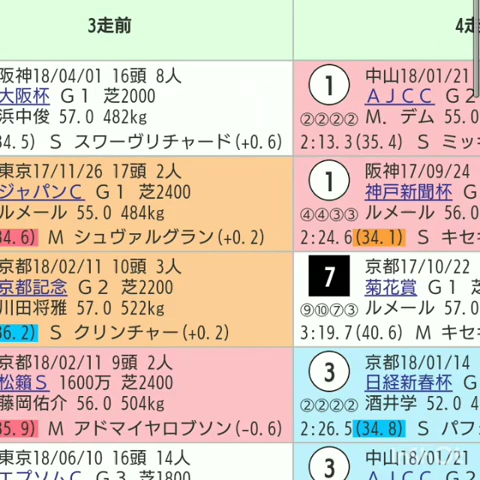 3走前
4走
阪神18/04/01 16頭 8人
大阪杯 G1 芝2000
浜中俊 57.0 482kg
34.5) S スワーヴリチャード(+0.6)
1
中山18/01/21
AJCC G2
②②②② M. デム 55.0
2:13.3(35.4) S ミッ
東京17/11/26 17頭 2人
ジャパンC G1 芝2400
ルメール 55.0 484kg
34.6) M シュヴァルグラン(+0.2)
1
阪神17/09/24
神戸新聞杯 G
④④③③ ルメール 56.0
2:24.6(34.1) S キセ
京都18/02/11 10頭 3人
京都記念 G2 芝2200
川田将雅 57.0 522kg
36.2) S クリンチャー(+0.2)
7
京都17/10/22
菊花賞 G1 芝
⑨⑩⑦③ ルメール 57.0
3:19.7(40.6) M キセ
京都18/02/11 9頭 2人
松籟S 1600万 芝2400
藤岡佑介 56.0 504kg
35.9) M アドマイヤロブソン(-0.6)
3
京都18/01/14
日経新春杯 G
②②②② 酒井学 52.0 4
2:26.5(34.8) S パフ
東京18/06/10 16頭 14人
エプソムC G3 芝1800
3
中山18/01/21
AJCC G2